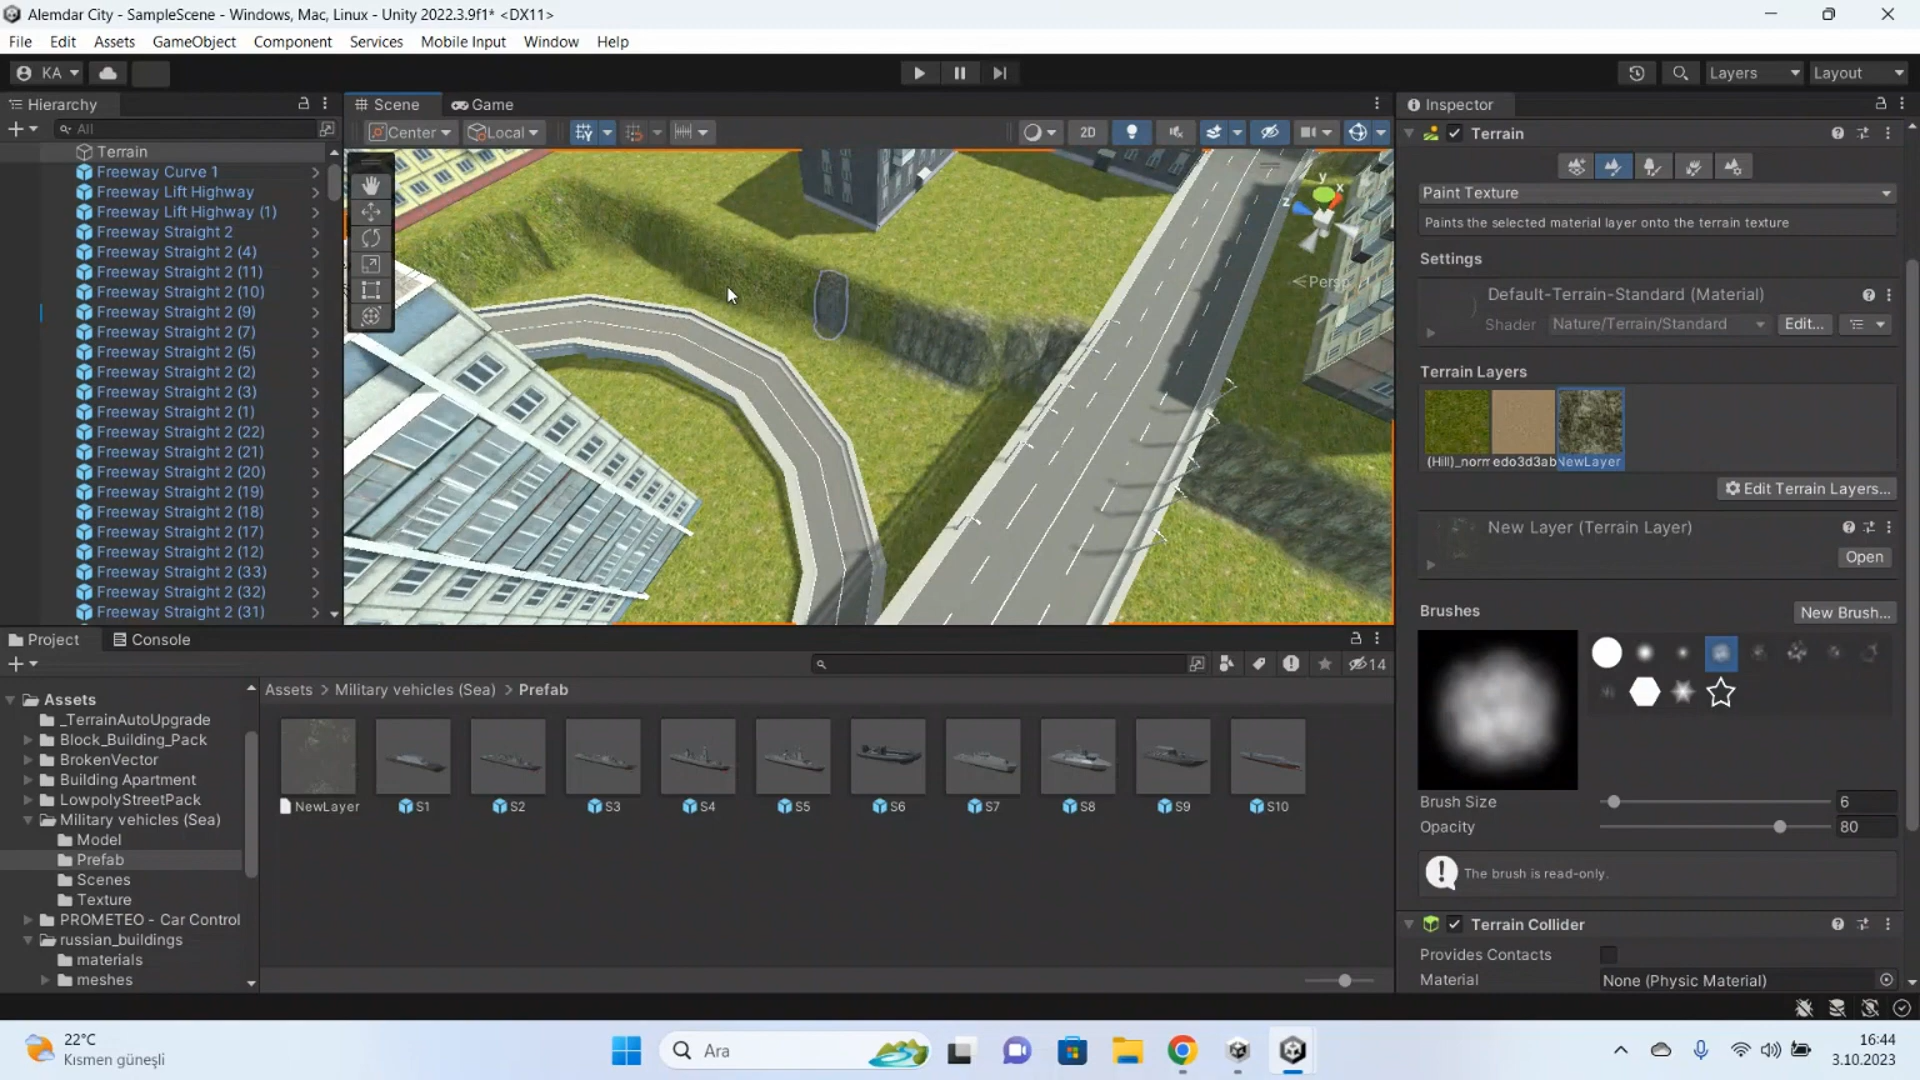 Alemdar City - SampleScene - Windows, Mac, Linux - Unity 2022.3.9f1* <DX11>
File Edit Assets GameObject Component Services Mobile Input Window Help
KA
Layers Layout
Hierarchy
Scene Game
Inspector
All
Center Local 2D
Terrain
Terrain
Freeway Curve 1
Freeway Lift Highway
Freeway Lift Highway (1)
Freeway Straight 2
Freeway Straight 2 (4)
Freeway Straight 2 (11)
Freeway Straight 2 (10)
Freeway Straight 2 (9)
Freeway Straight 2 (7)
Freeway Straight 2 (5)
Freeway Straight 2 (2)
Freeway Straight 2 (3)
Freeway Straight 2 (1)
Freeway Straight 2 (22)
Freeway Straight 2 (21)
Freeway Straight 2 (20)
Freeway Straight 2 (19)
Freeway Straight 2 (18)
Freeway Straight 2 (17)
Freeway Straight 2 (12)
Freeway Straight 2 (33)
Freeway Straight 2 (32)
Freeway Straight 2 (31)
y
x
z
Persp
Paint Texture
Paints the selected material layer onto the terrain texture
Settings
Default-Terrain-Standard (Material)
Shader Nature/Terrain/Standard Edit...
Terrain Layers
(Hill)_norm edo3d3ab NewLayer
Edit Terrain Layers...
New Layer (Terrain Layer)
Open
Brushes
New Brush...
Brush Size 6
Opacity 80
The brush is read-only.
Terrain Collider
Provides Contacts
Material None (Physic Material)
Project Console
14
Assets
_TerrainAutoUpgrade
Block_Building_Pack
BrokenVector
Building Apartment
LowpolyStreetPack
Military vehicles (Sea)
Model
Prefab
Scenes
Texture
PROMETEO - Car Control
russian_buildings
materials
meshes
Assets > Military vehicles (Sea) > Prefab
NewLayer S1 S2 S3 S4 S5 S6 S7 S8 S9 S10
22°C
Kısmen güneşli
Ara
16:44
3.10.2023